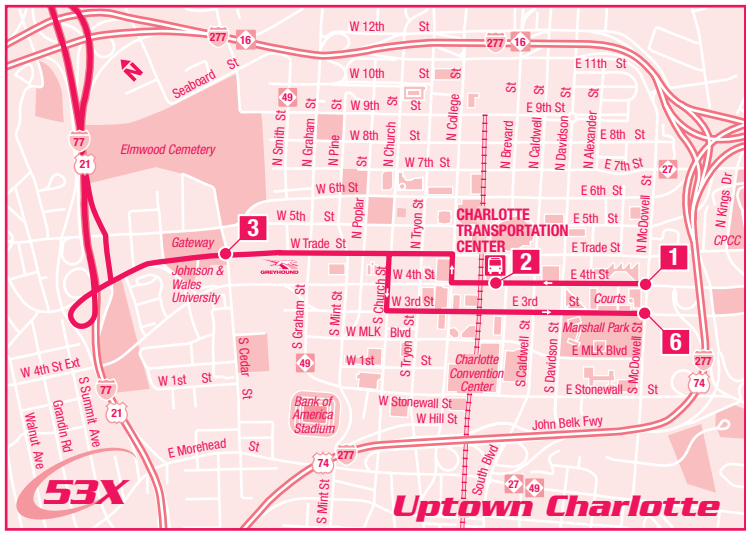 W 12th St
277
16
277
16
E 11th St
N
Seaboard St
W 10th St
49
W 9th St
E 9th St
N Smith St
N Graham St
N Pine St
N Church St
N College St
N Brevard St
N Caldwell St
N Davidson St
N Alexander St
W 8th St
E 8th St
77
21
Elmwood Cemetery
W 7th St
E 7th St
27
W 6th St
E 6th St
N McDowell St
N Kings Dr
N Poplar St
N Tryon St
W 5th St
E 5th St
CHARLOTTE
TRANSPORTATION
CENTER
3
Gateway
W Trade St
E Trade St
CPCC
GREYHOUND
Johnson &
Wales
University
W 4th St
2
E 4th St
1
S Graham St
S Mint St
S Church St
W 3rd St
E 3rd St
Courts
W MLK Blvd
Marshall Park
6
S Cedar St
S Tryon St
E MLK Blvd
S Caldwell St
S Davidson St
S McDowell St
277
49
W 1st St
Charlotte
Convention
Center
W 4th St Ext
W 1st St
77
21
E Stonewall St
74
Bank of
America
Stadium
W Stonewall St
W Hill St
John Belk Fwy
Walnut Ave
Grandin Rd
S Summit Ave
E Morehead St
277
74
South Blvd
S Mint St
27
49
53X
Uptown Charlotte